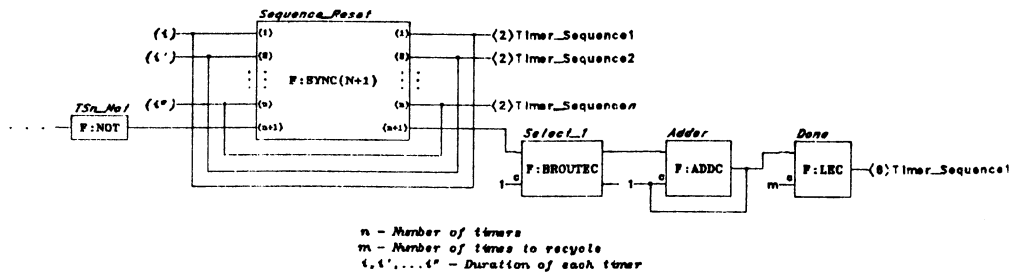 Sequence_Reset
(i) (1) (1) (2)Timer_Sequence1
(i') (2) (2) (2)Timer_Sequence2
F:SYNC(N+1)
TSn_Not (i") (n) (n) (2)Timer_Sequencen
. . . F:NOT (n+1) (n+1) Select_1 Adder Done
F:BROUTEC F:ADDC F:LEC (8)Timer_Sequence1
1 c 1 c m c
n - Number of timers
m - Number of times to recycle
i,i',...i" - Duration of each timer